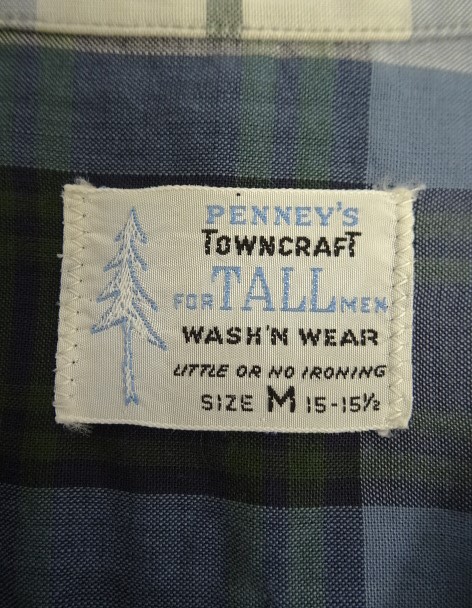 PENNEY'S
TOWNCRAFT
FOR TALL MEN
WASH'N WEAR
LITTLE OR NO IRONING
SIZE M 15-15½